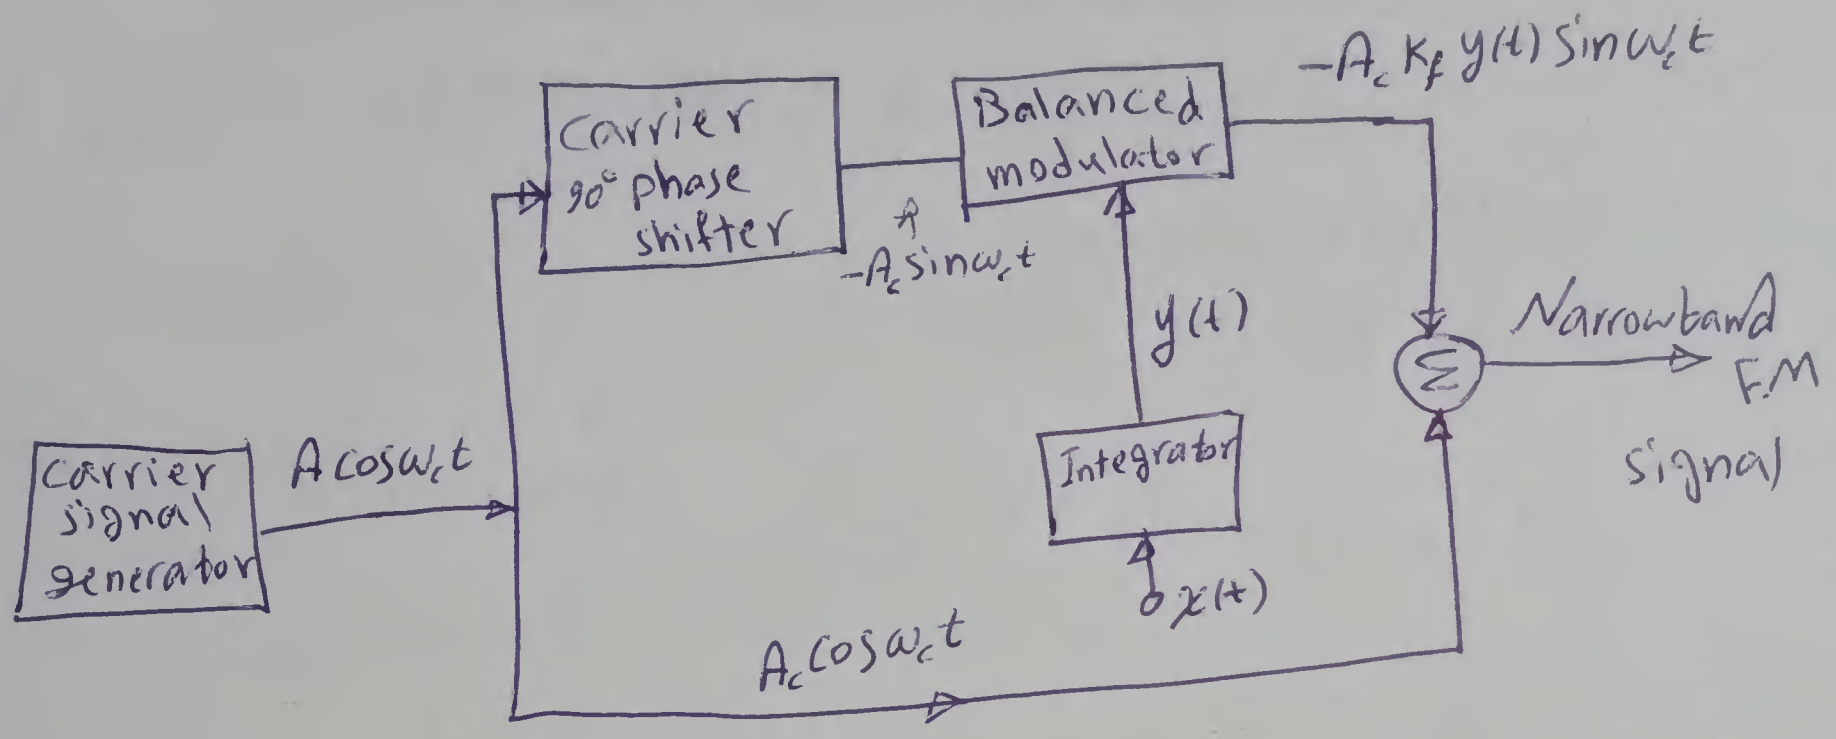 -A_c K_f y(t) sinω_c t
Carrier
90° phase
shifter
Balanced
modulator
-A_c sinω_c t
y(t)
Narrowband
F.M
signal
Σ
A cosω_c t
Carrier
signal
generator
Integrator
x(t)
A_c cosω_c t